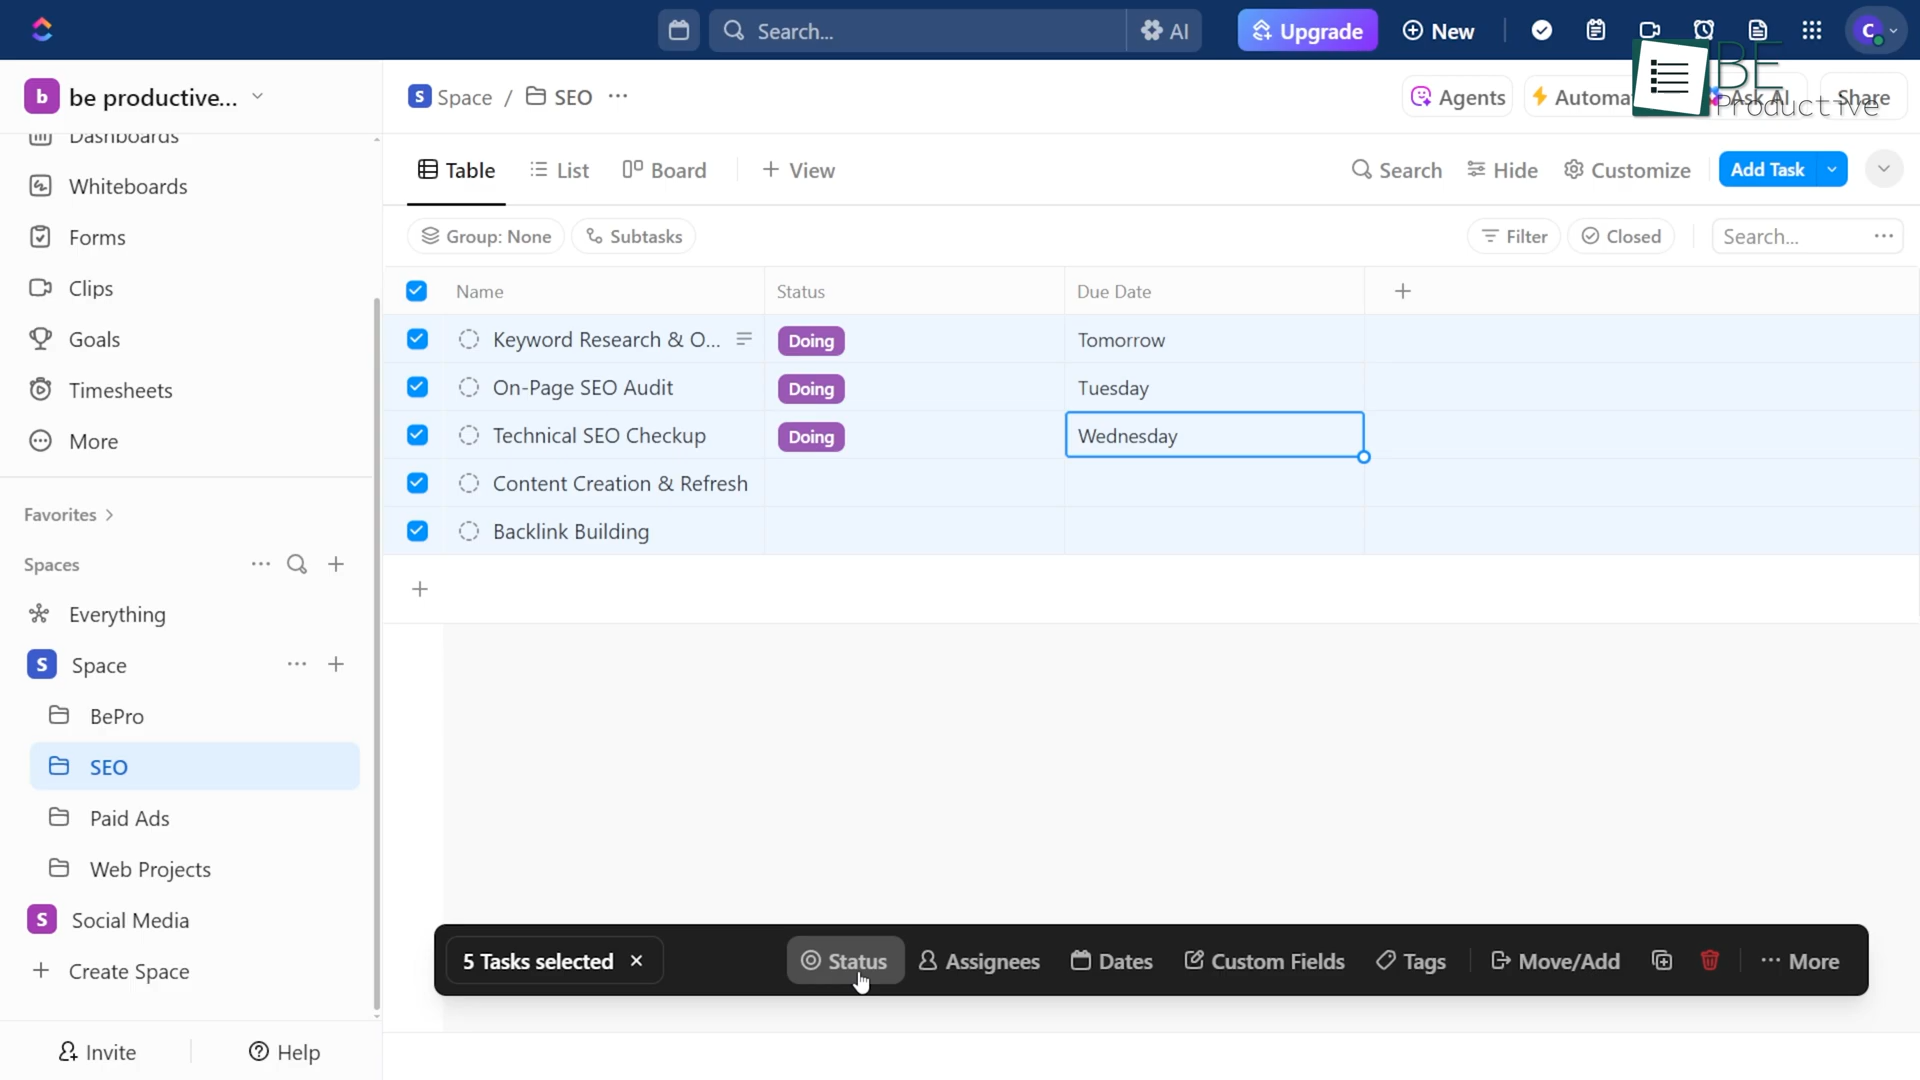 Search...
AI
Upgrade
New
C
b
be productive...
Dashboards
Whiteboards
Forms
Clips
Goals
Timesheets
More
Favorites
Spaces
Everything
S
Space
BePro
SEO
Paid Ads
Web Projects
S
Social Media
Create Space
Invite
Help
S Space / SEO
Agents
Ask AI
Share
BE
Productive
Table
List
Board
View
Search
Hide
Customize
Add Task
Group: None
Subtasks
Filter
Closed
Search...
Name Status Due Date
Keyword Research & O... Doing Tomorrow
On-Page SEO Audit Doing Tuesday
Technical SEO Checkup Doing Wednesday
Content Creation & Refresh
Backlink Building
5 Tasks selected
Status
Assignees
Dates
Custom Fields
Tags
Move/Add
More